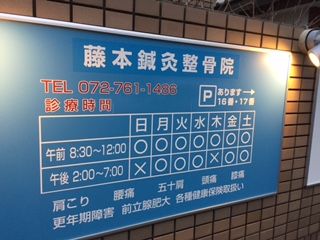 藤本鍼灸整骨院
TEL 072-761-1486
診療時間
P あります→
16番・17番
日 月 火 水 木 金 土
午前 8:30~12:00 ○ ○ ○ ○ ○ ○ ○
午後 2:00~7:00 × ○ ○ ○ × ○ ○
肩こり 腰痛 五十肩 頭痛 膝痛
更年期障害 前立腺肥大 各種健康保険取扱い